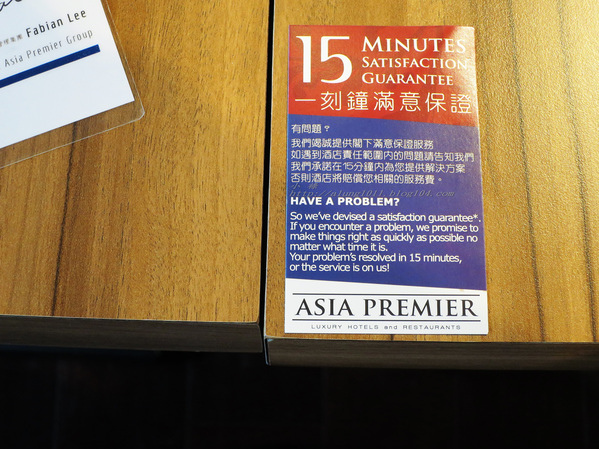 Fabian Lee
Asia Premier Group
15 MINUTES
SATISFACTION
GUARANTEE
一刻鐘滿意保證
有問題？
我們竭誠提供閣下滿意保證服務
如遇到酒店責任範圍內的問題請告知我們
我們承諾在15分鐘內為您提供解決方案
否則酒店將賠償您相關的服務費。
HAVE A PROBLEM?
So we've devised a satisfaction guarantee*.
If you encounter a problem, we promise to
make things right as quickly as possible no
matter what time it is.
Your problem's resolved in 15 minutes,
or the service is on us!
ASIA PREMIER
LUXURY HOTELS and RESTAURANTS